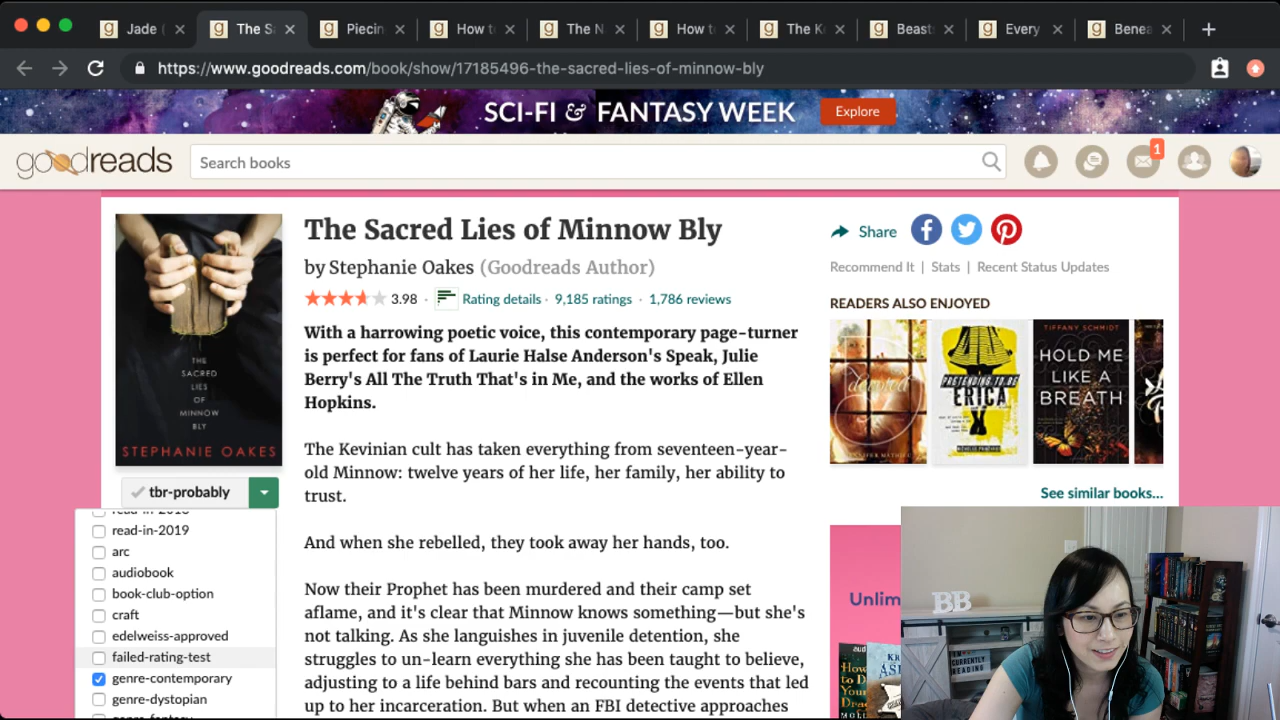 Jade (
The S
Piecin
How t
The N
How t
The K
Beast
Every
Benea
https://www.goodreads.com/book/show/17185496-the-sacred-lies-of-minnow-bly
SCI-FI & FANTASY WEEK
Explore
goodreads
Search books
1
The Sacred Lies of Minnow Bly
by Stephanie Oakes (Goodreads Author)
3.98 · Rating details · 9,185 ratings · 1,786 reviews
With a harrowing poetic voice, this contemporary page-turner
is perfect for fans of Laurie Halse Anderson's Speak, Julie
Berry's All The Truth That's in Me, and the works of Ellen
Hopkins.
The Kevinian cult has taken everything from seventeen-year-
old Minnow: twelve years of her life, her family, her ability to
trust.
And when she rebelled, they took away her hands, too.
Now their Prophet has been murdered and their camp set
aflame, and it's clear that Minnow knows something—but she's
not talking. As she languishes in juvenile detention, she
struggles to un-learn everything she has been taught to believe,
adjusting to a life behind bars and recounting the events that led
up to her incarceration. But when an FBI detective approaches
THE
SACRED
LIES
OF
MINNOW
BLY
STEPHANIE OAKES
tbr-probably
read-in-2019
arc
audiobook
book-club-option
craft
edelweiss-approved
failed-rating-test
genre-contemporary
genre-dystopian
Share
Recommend It | Stats | Recent Status Updates
READERS ALSO ENJOYED
devoted
PRETENDING TO BE
ERICA
TIFFANY SCHMIDT
HOLD ME
LIKE A
BREATH
See similar books...
Unlim
BB
CURRENTLY
READING